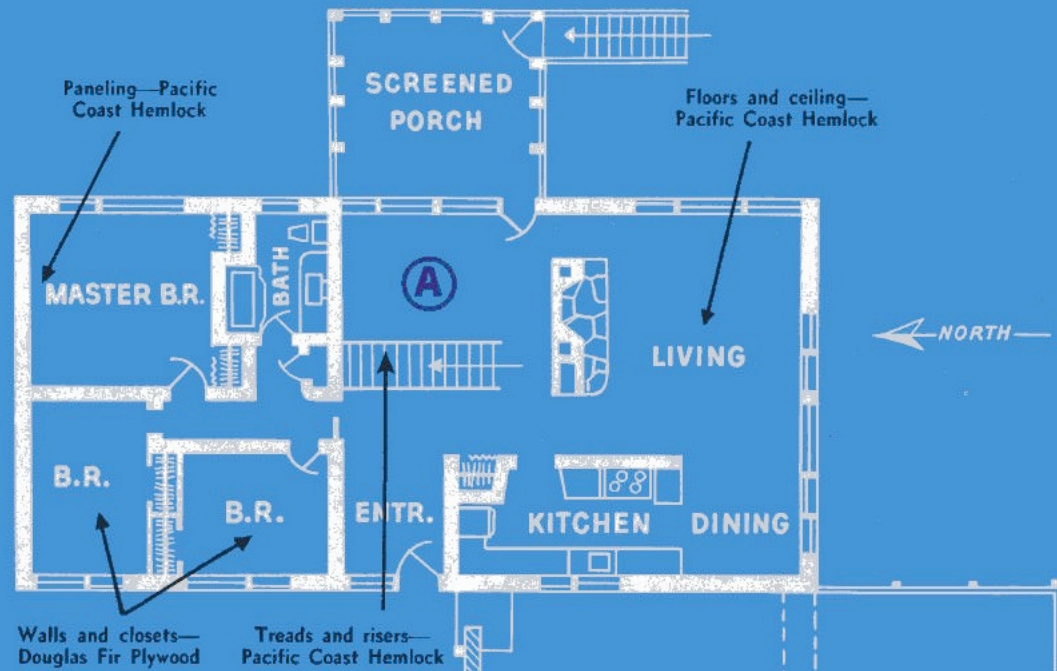 Paneling—Pacific
Coast Hemlock
SCREENED
PORCH
Floors and ceiling—
Pacific Coast Hemlock
MASTER B.R.
BATH
A
LIVING
NORTH
B.R.
B.R.
ENTR.
KITCHEN
DINING
Walls and closets—
Douglas Fir Plywood
Treads and risers—
Pacific Coast Hemlock